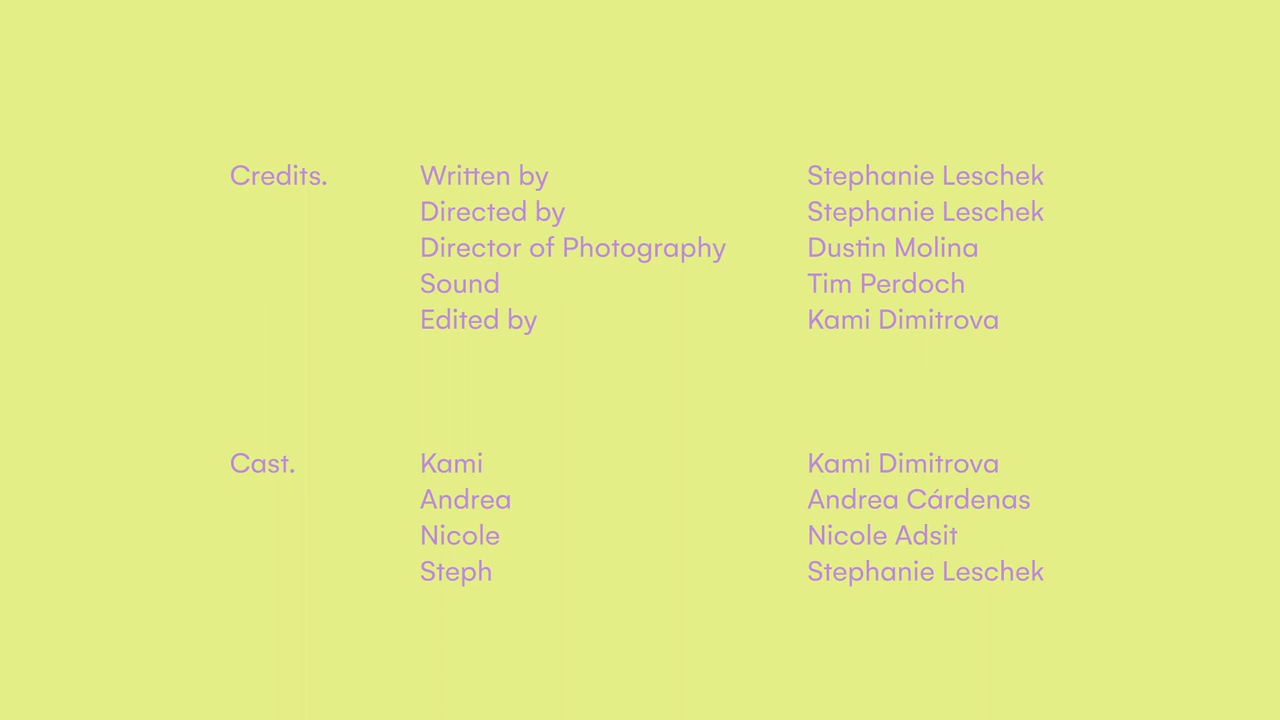 Credits. Written by Stephanie Leschek
Directed by Stephanie Leschek
Director of Photography Dustin Molina
Sound Tim Perdoch
Edited by Kami Dimitrova
Cast. Kami Kami Dimitrova
Andrea Andrea Cárdenas
Nicole Nicole Adsit
Steph Stephanie Leschek